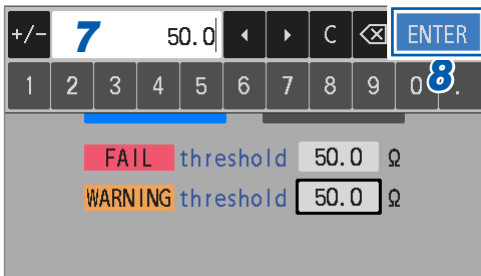 +/- 7 50.0 C ENTER
1 2 3 4 5 6 7 8 9 0 8 .
FAIL threshold 50.0 Ω
WARNING threshold 50.0 Ω